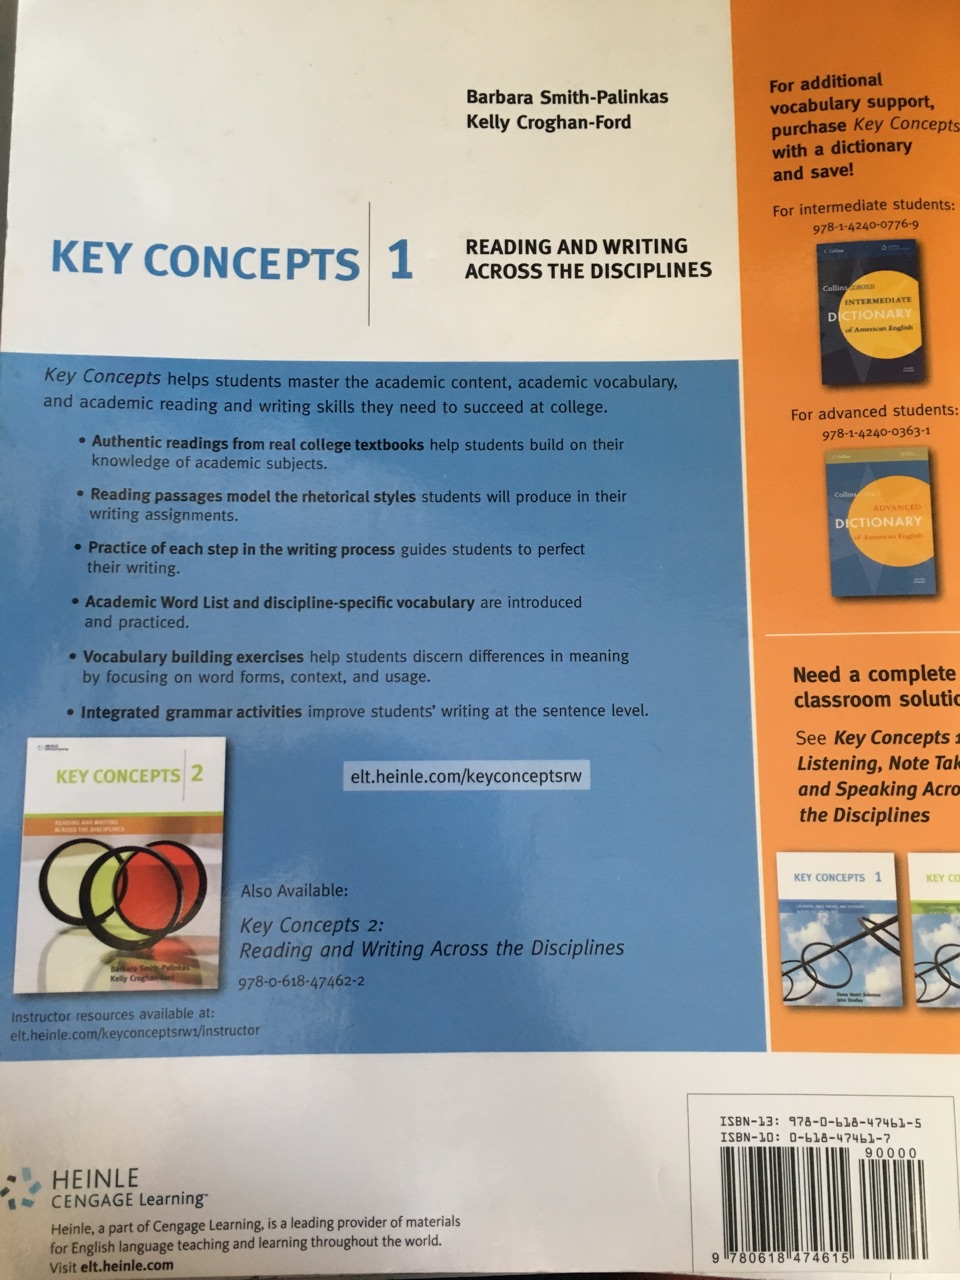 Barbara Smith-Palinkas
Kelly Croghan-Ford
KEY CONCEPTS 1
READING AND WRITING
ACROSS THE DISCIPLINES
Key Concepts helps students master the academic content, academic vocabulary,
and academic reading and writing skills they need to succeed at college.
• Authentic readings from real college textbooks help students build on their
knowledge of academic subjects.
• Reading passages model the rhetorical styles students will produce in their
writing assignments.
• Practice of each step in the writing process guides students to perfect
their writing.
• Academic Word List and discipline-specific vocabulary are introduced
and practiced.
• Vocabulary building exercises help students discern differences in meaning
by focusing on word forms, context, and usage.
• Integrated grammar activities improve students' writing at the sentence level.
elt.heinle.com/keyconceptsrw
KEY CONCEPTS 2
READING AND WRITING
ACROSS THE DISCIPLINES
Barbara Smith-Palinkas
Kelly Croghan-Ford
Also Available:
Key Concepts 2:
Reading and Writing Across the Disciplines
978-0-618-47462-2
Instructor resources available at:
elt.heinle.com/keyconceptsrw1/instructor
For additional
vocabulary support,
purchase Key Concepts
with a dictionary
and save!
For intermediate students:
978-1-4240-0776-9
Collins
INTERMEDIATE
DICTIONARY
of American English
For advanced students:
978-1-4240-0363-1
Collins
ADVANCED
DICTIONARY
of American English
Need a complete
classroom solutio
See Key Concepts 1
Listening, Note Tak
and Speaking Acro
the Disciplines
KEY CONCEPTS 1
KEY CO
HEINLE
CENGAGE Learning™
Heinle, a part of Cengage Learning, is a leading provider of materials
for English language teaching and learning throughout the world.
Visit elt.heinle.com
ISBN-13: 978-0-618-47461-5
ISBN-10: 0-618-47461-7
90000
9 780618 474615